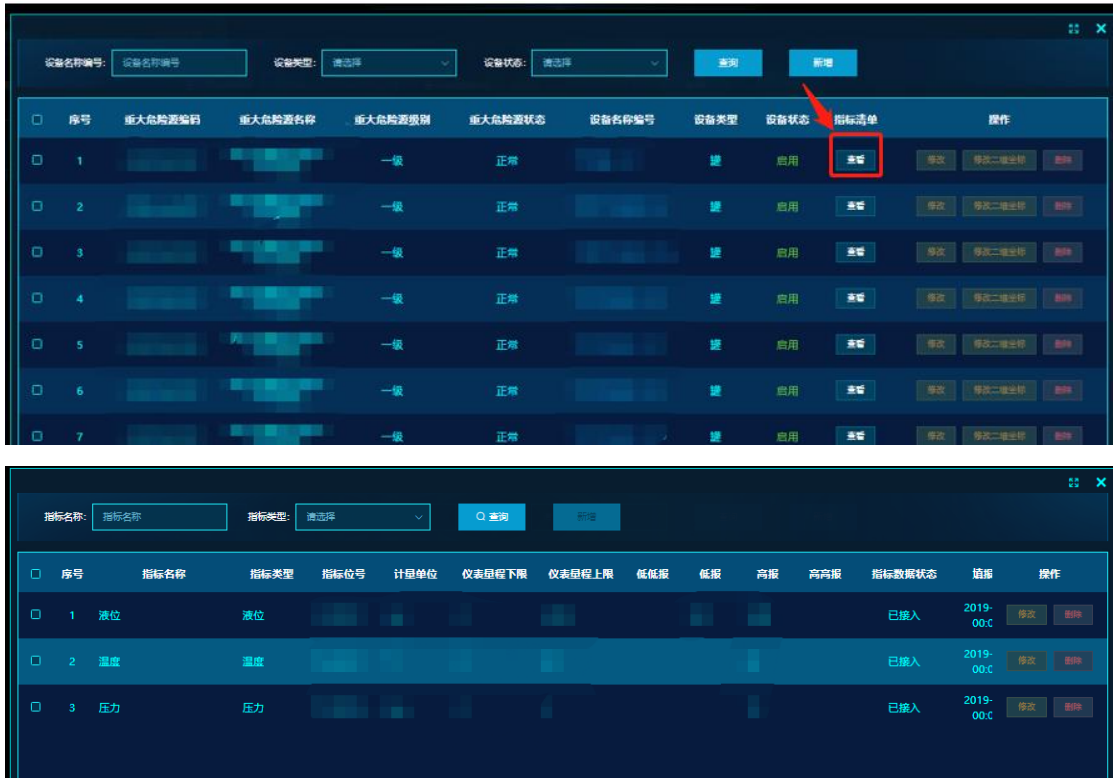 设备名称编号: 设备名称编号 设备类型: 请选择 设备状态: 请选择 查询 新增
序号 重大危险源编码 重大危险源名称 重大危险源级别 重大危险源状态 设备名称编号 设备类型 设备状态 指标清单 操作
1 一级 正常 罐 启用 查看 修改 修改二维坐标 删除
2 一级 正常 罐 启用 查看 修改 修改二维坐标 删除
3 一级 正常 罐 启用 查看 修改 修改二维坐标 删除
4 一级 正常 罐 启用 查看 修改 修改二维坐标 删除
5 一级 正常 罐 启用 查看 修改 修改二维坐标 删除
6 一级 正常 罐 启用 查看 修改 修改二维坐标 删除
7 一级 正常 罐 启用 查看 修改 修改二维坐标 删除
指标名称: 指标名称 指标类型: 请选择 查询 新增
序号 指标名称 指标类型 指标位号 计量单位 仪表量程下限 仪表量程上限 低低报 低报 高报 高高报 指标数据状态 填报 操作
1 液位 液位 已接入 2019- 修改 删除
00:0
2 温度 温度 已接入 2019- 修改 删除
00:0
3 压力 压力 已接入 2019- 修改 删除
00:0